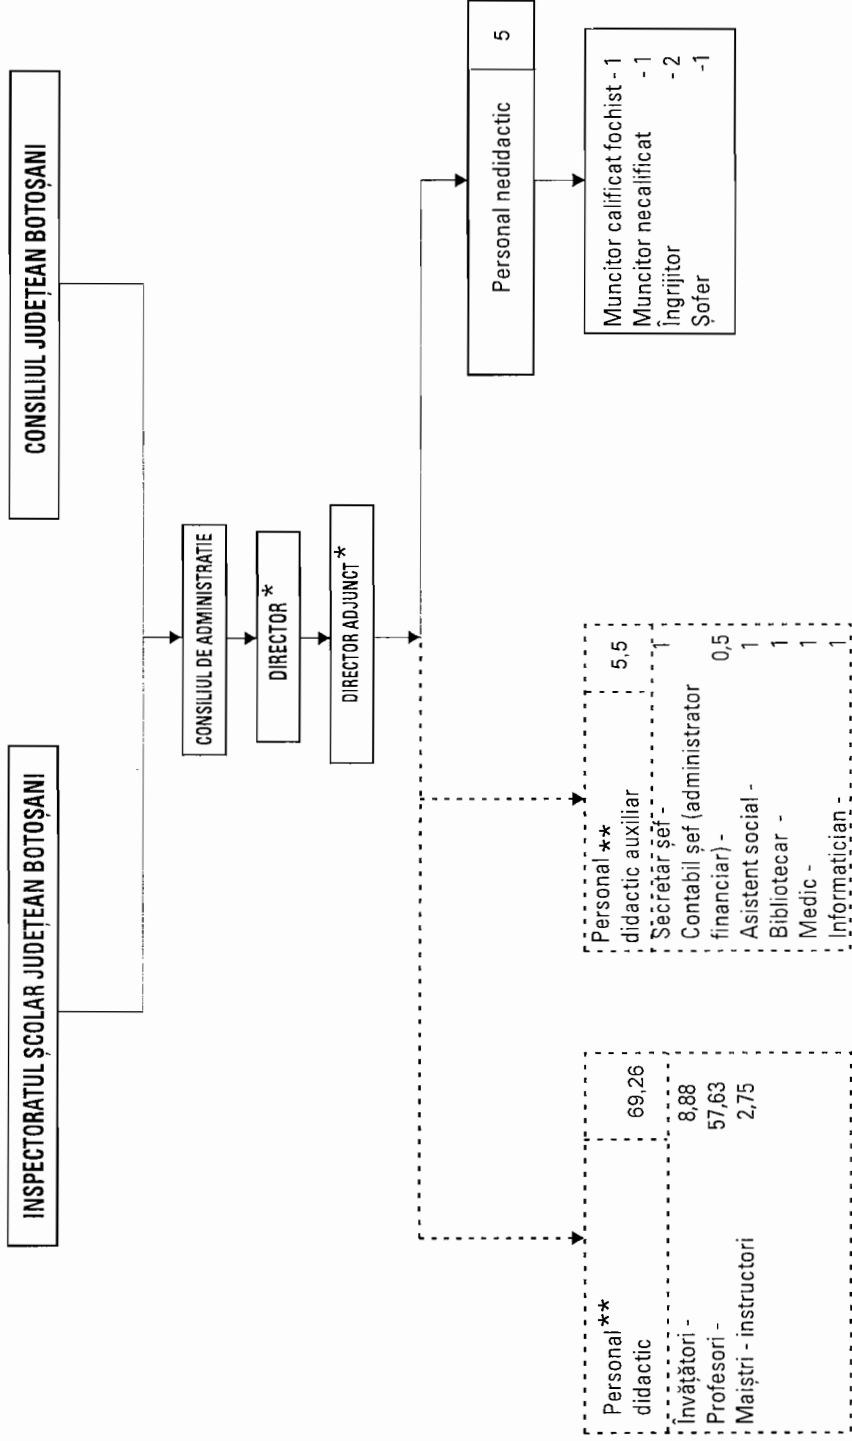 INSPECTORATUL ȘCOLAR JUDEȚEAN BOTOȘANI
CONSILIUL JUDEȚEAN BOTOȘANI
CONSILIUL DE ADMINISTRATIE
DIRECTOR *
DIRECTOR ADJUNCT *
Personal **
didactic
69,26
Învățători - 8,88
Profesori - 57,63
Maiștri - instructori 2,75
Personal **
didactic auxiliar
5,5
Secretar șef - 1
Contabil șef (administrator
financiar) - 0,5
Asistent social - 1
Bibliotecar - 1
Medic - 1
Informatician - 1
Personal nedidactic 5
Muncitor calificat fochist - 1
Muncitor necalificat - 1
Îngrijitor - 2
Șofer -1